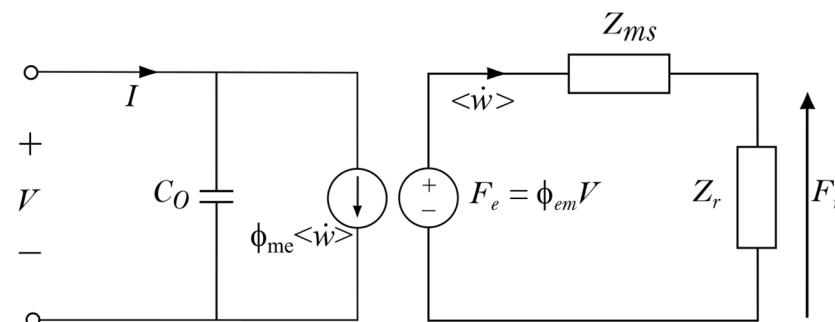 Z_ms
I
<ẇ>
+
V
−
C_O
ϕ_me<ẇ>
+
−
F_e = ϕ_em V
Z_r